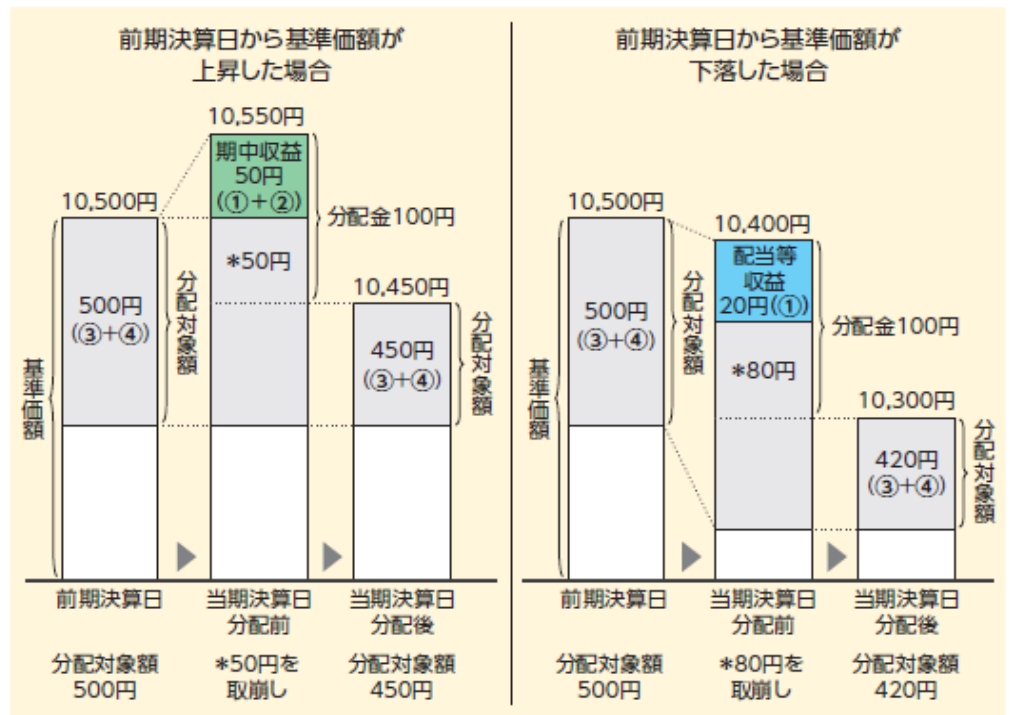 前期決算日から基準価額が
上昇した場合
10,550円
期中収益
50円
(①+②)
10,500円
分配金100円
*50円
10,450円
500円
(③+④)
分配対象額
450円
(③+④)
分配対象額
基準価額
前期決算日
当期決算日
分配前
当期決算日
分配後
分配対象額
500円
*50円を
取崩し
分配対象額
450円
前期決算日から基準価額が
下落した場合
10,500円
10,400円
配当等
収益
20円(①)
500円
(③+④)
分配対象額
分配金100円
*80円
10,300円
420円
(③+④)
分配対象額
基準価額
前期決算日
当期決算日
分配前
当期決算日
分配後
分配対象額
500円
*80円を
取崩し
分配対象額
420円